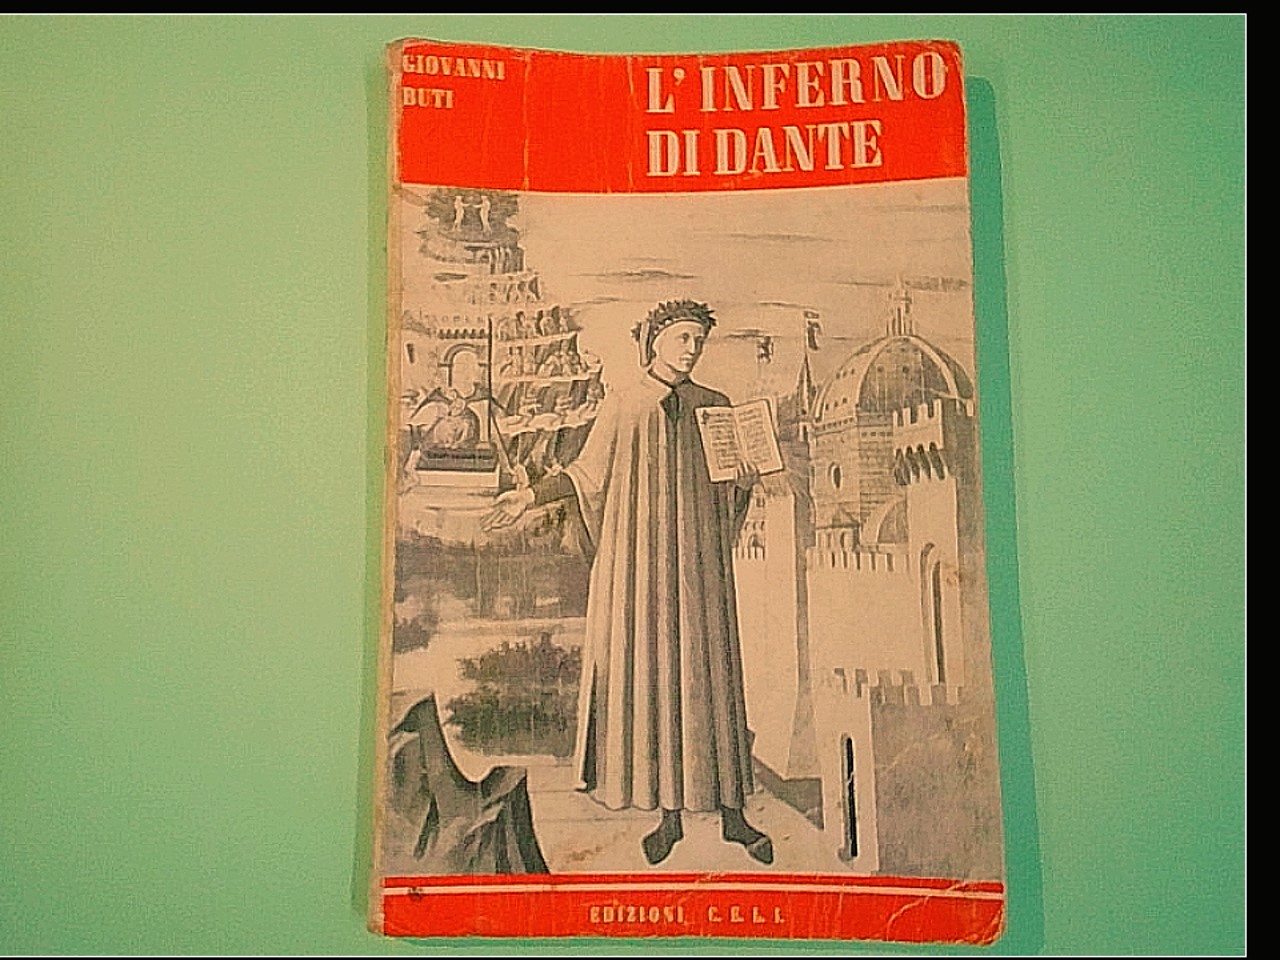 GIOVANNI
BUTI
L'INFERNO
DI DANTE
EDIZIONI C. E. L. I.